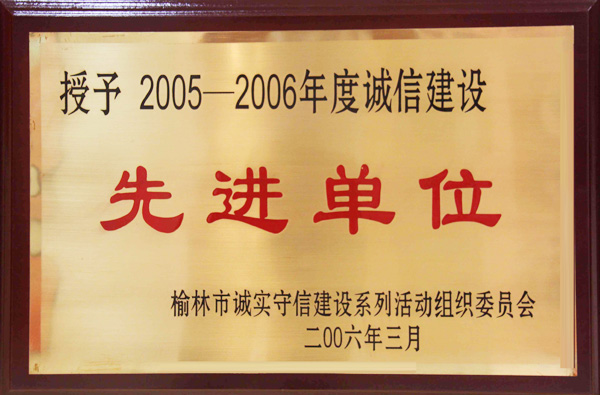 授予 2005—2006年度诚信建设
先进单位
榆林市诚实守信建设系列活动组织委员会
二00六年三月